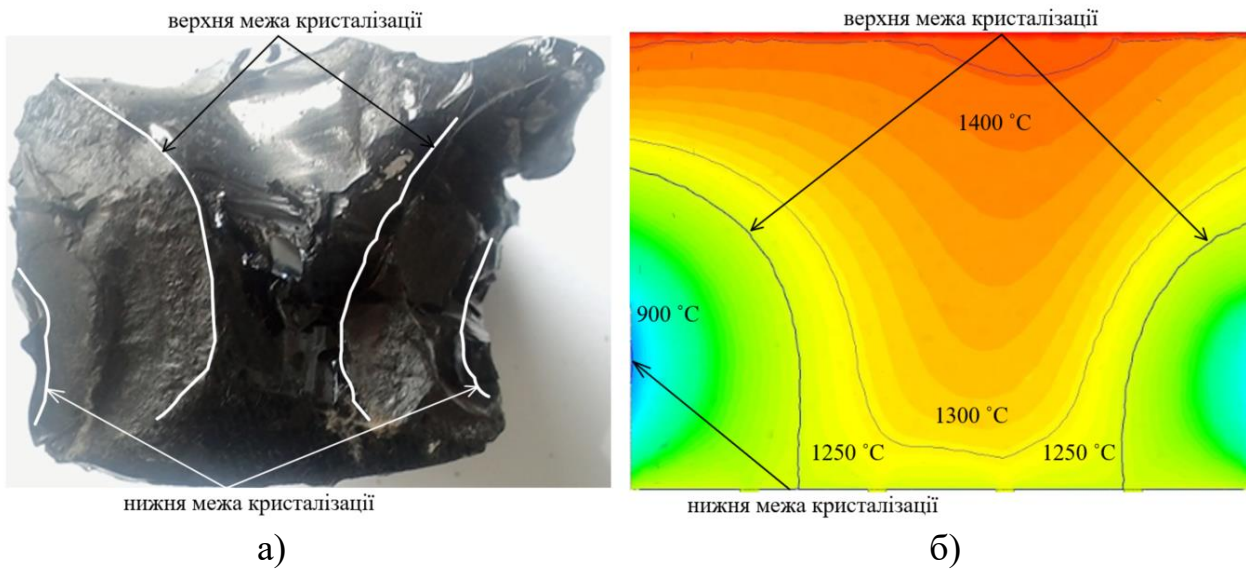 верхня межа кристалізації
верхня межа кристалізації
1400 ˚C
900 ˚C
1300 ˚C
1250 ˚C
1250 ˚C
нижня межа кристалізації
нижня межа кристалізації
а)
б)